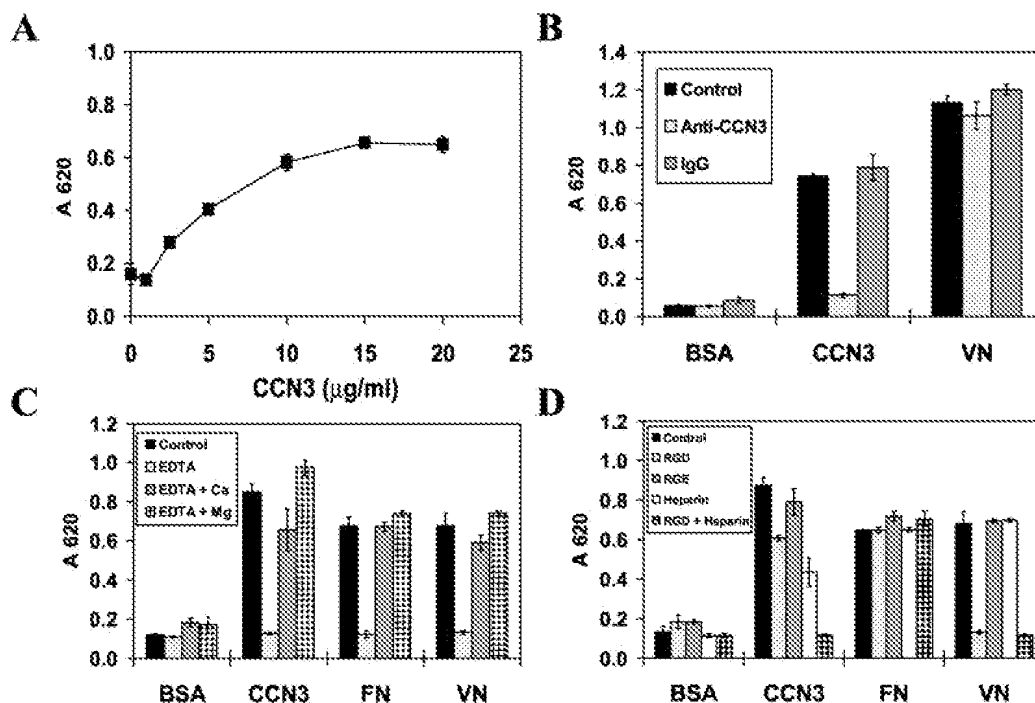 A
1.0
0.8
0.6
0.4
0.2
0.0
A 620
0 5 10 15 20 25
CCN3 (μg/ml)
B
1.4
1.2
1.0
0.8
0.6
0.4
0.2
0.0
A 620
Control
Anti-CCN3
IgG
BSA CCN3 VN
C
1.2
1.0
0.8
0.6
0.4
0.2
0.0
A 620
Control
EDTA
EDTA + Ca
EDTA + Mg
BSA CCN3 FN VN
D
1.2
1.0
0.8
0.6
0.4
0.2
0.0
A 620
Control
RGD
RGE
Heparin
RGD + Heparin
BSA CCN3 FN VN